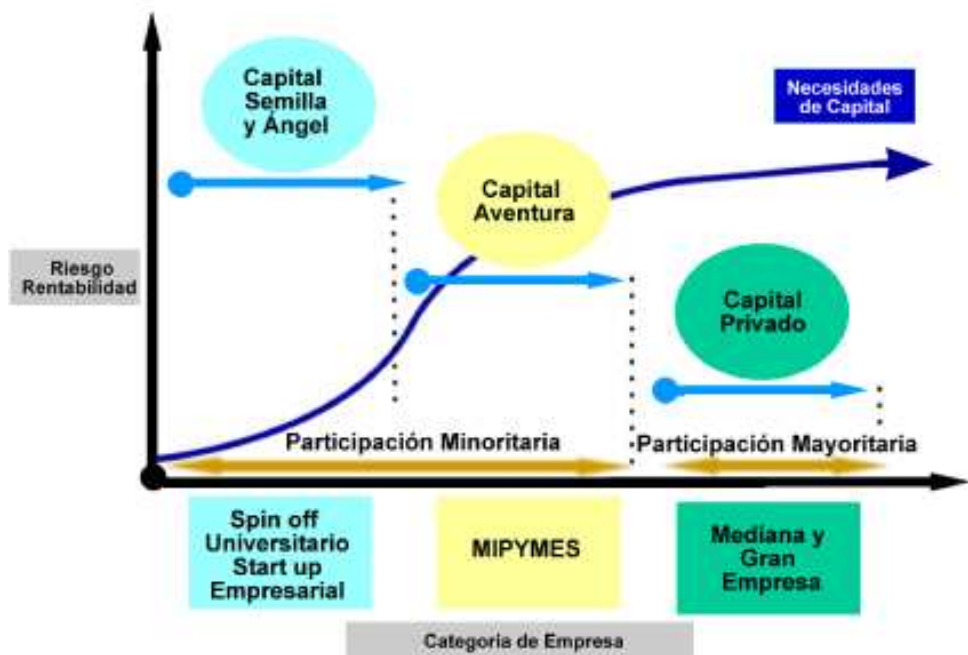 Capital
Semilla
y Ángel
Necesidades
de Capital
Capital
Aventura
Riesgo
Rentabilidad
Capital
Privado
Participación Minoritaria
Participación Mayoritaria
Spin off
Universitario
Start up
Empresarial
MIPYMES
Mediana y
Gran
Empresa
Categoria de Empresa